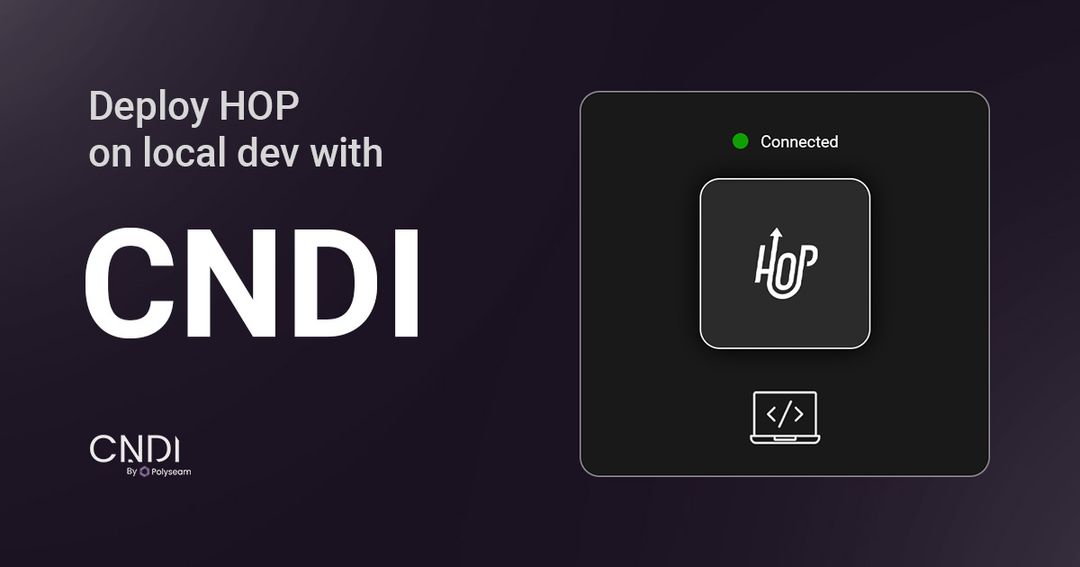 Deploy HOP
on local dev with
CNDI
CNDI
By Polyseam
Connected
HOP
</>